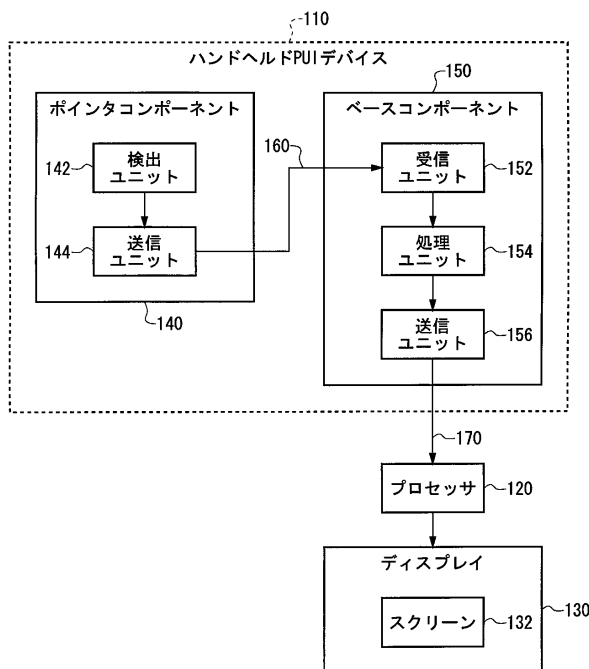 110
ハンドヘルドPUIデバイス
150
ポインタコンポーネント
ベースコンポーネント
160
142
検出
ユニット
受信
ユニット
152
144
送信
ユニット
処理
ユニット
154
140
送信
ユニット
156
170
プロセッサ
120
ディスプレイ
スクリーン
132
130